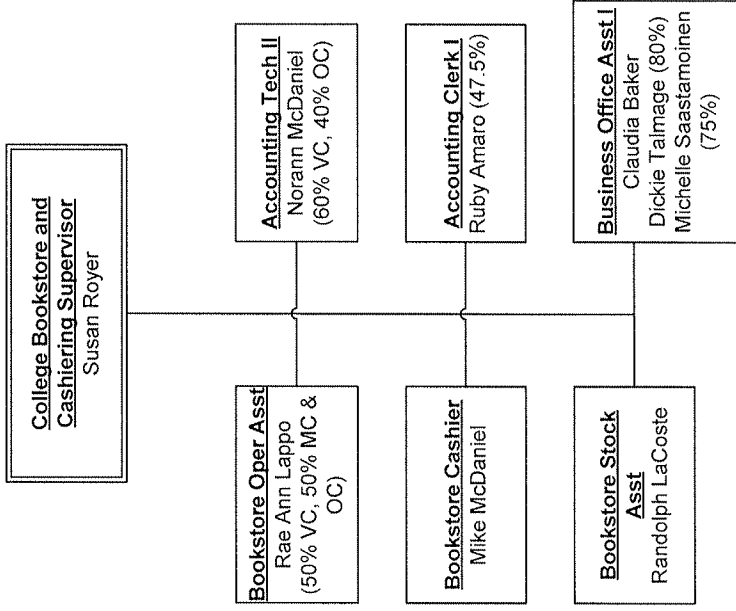 College Bookstore and
Cashiering Supervisor
Susan Royer
Bookstore Oper Asst
Rae Ann Lappo
(50% VC, 50% MC &
OC)
Accounting Tech II
Norann McDaniel
(60% VC, 40% OC)
Bookstore Cashier
Mike McDaniel
Accounting Clerk I
Ruby Amaro (47.5%)
Bookstore Stock
Asst
Randolph LaCoste
Business Office Asst I
Claudia Baker
Dickie Talmage (80%)
Michelle Saastamoinen
(75%)